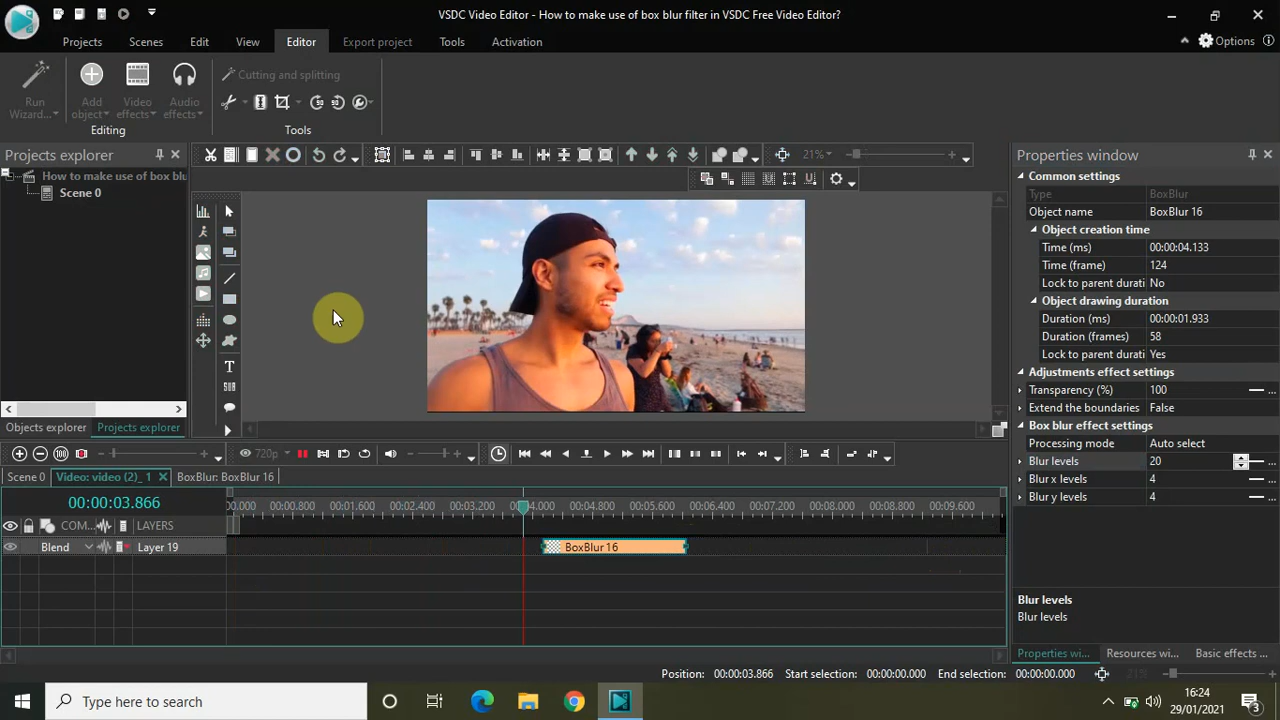 VSDC Video Editor - How to make use of box blur filter in VSDC Free Video Editor?
Projects Scenes Edit View Editor Export project Tools Activation Options
Run Wizard...
Add object
Video effects
Audio effects
Editing
Cutting and splitting
Tools
Projects explorer
How to make use of box blu
Scene 0
Objects explorer Projects explorer
21%
T
SUB
Properties window
Common settings
Type BoxBlur
Object name BoxBlur 16
Object creation time
Time (ms) 00:00:04.133
Time (frame) 124
Lock to parent durati No
Object drawing duration
Duration (ms) 00:00:01.933
Duration (frames) 58
Lock to parent durati Yes
Adjustments effect settings
Transparency (%) 100
Extend the boundaries False
Box blur effect settings
Processing mode Auto select
Blur levels 20
Blur x levels 4
Blur y levels 4
Blur levels
Blur levels
Properties wi... Resources wi... Basic effects ...
720p
Scene 0 Video: video (2)_ 1 BoxBlur: BoxBlur 16
00:00:03.866
0.000 00:00.800 00:01.600 00:02.400 00:03.200 :04.000 00:04.800 00:05.600 00:06.400 00:07.200 00:08.000 00:08.800 00:09.600
COM... LAYERS
Blend Layer 19
BoxBlur 16
Position: 00:00:03.866 Start selection: 00:00:00.000 End selection: 00:00:00.000 21%
Type here to search
16:24
29/01/2021
3